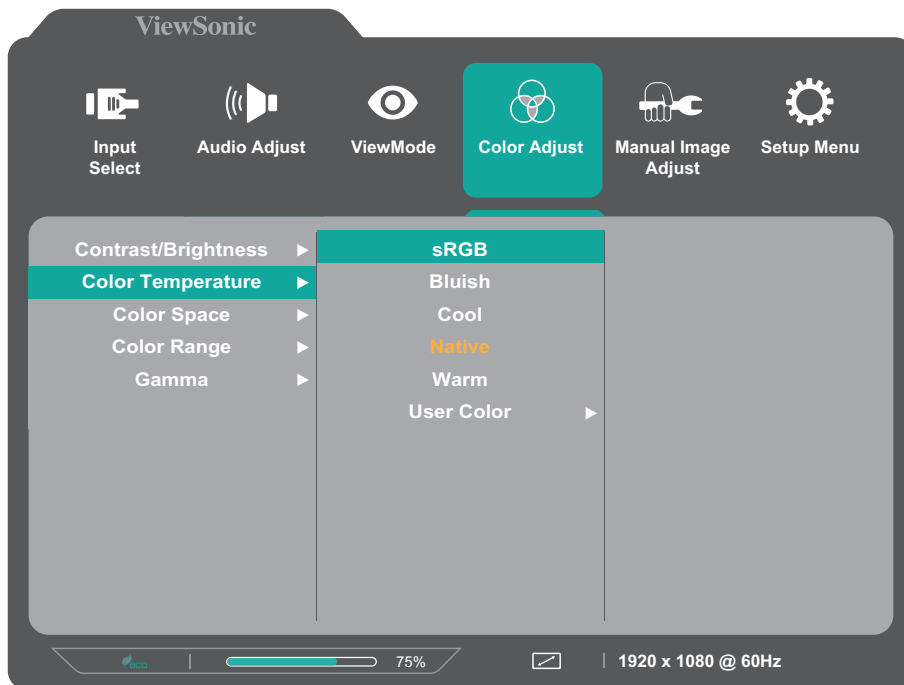 ViewSonic
Input
Select
Audio Adjust
ViewMode
Color Adjust
Manual Image
Adjust
Setup Menu
Contrast/Brightness
Color Temperature
Color Space
Color Range
Gamma
sRGB
Bluish
Cool
Native
Warm
User Color
eco
75%
1920 x 1080 @ 60Hz